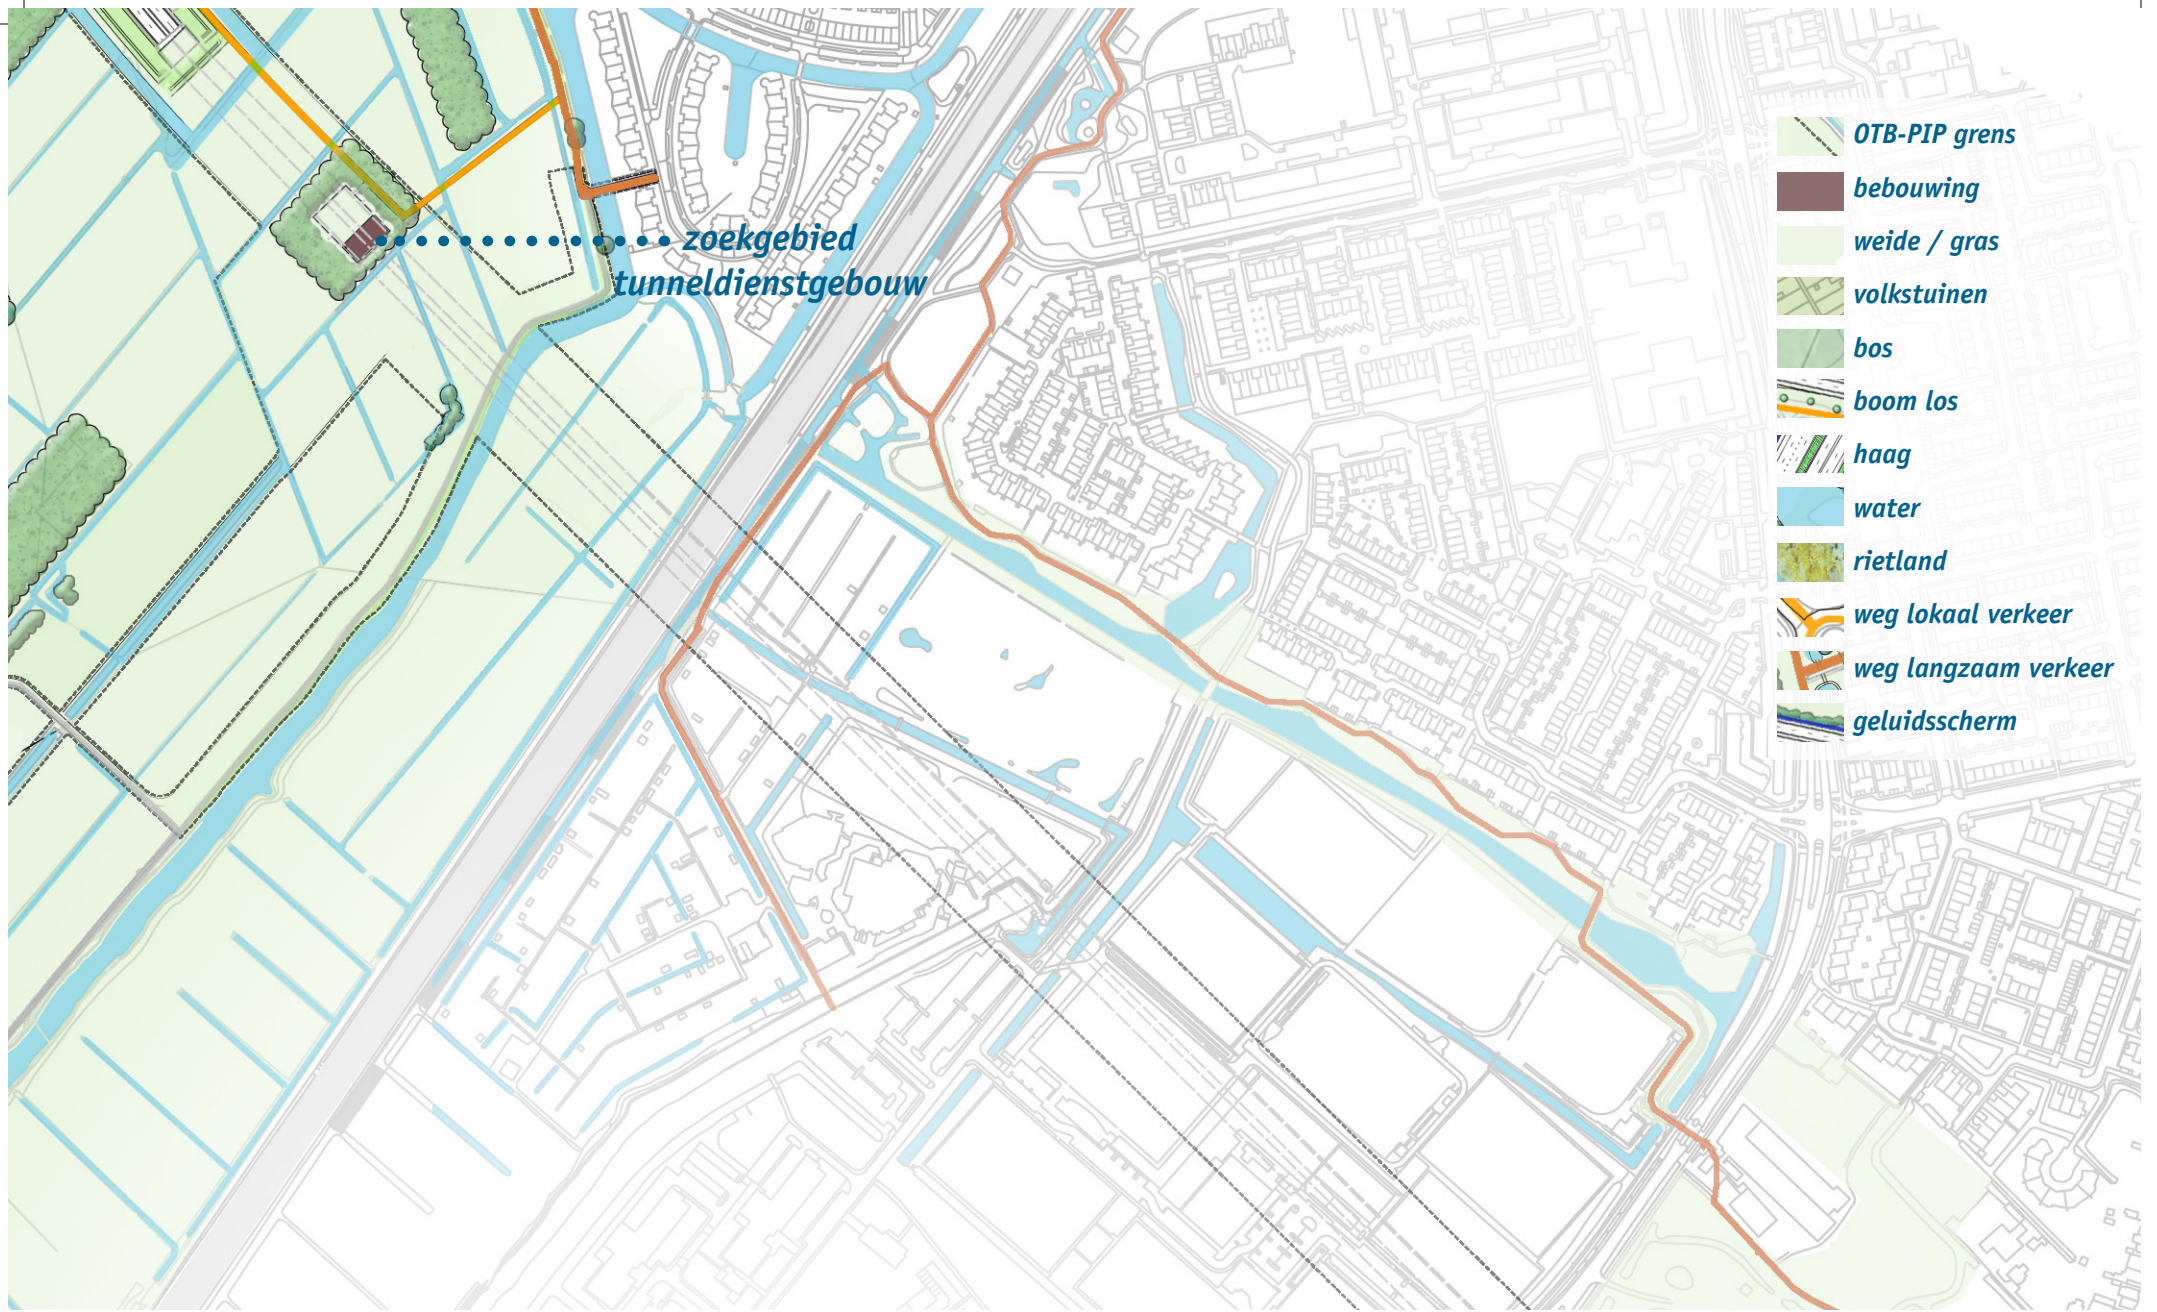 zoekgebied
tunneldienstgebouw
OTB-PIP grens
bebouwing
weide / gras
volkstuinen
bos
boom los
haag
water
rietland
weg lokaal verkeer
weg langzaam verkeer
geluidsscherm